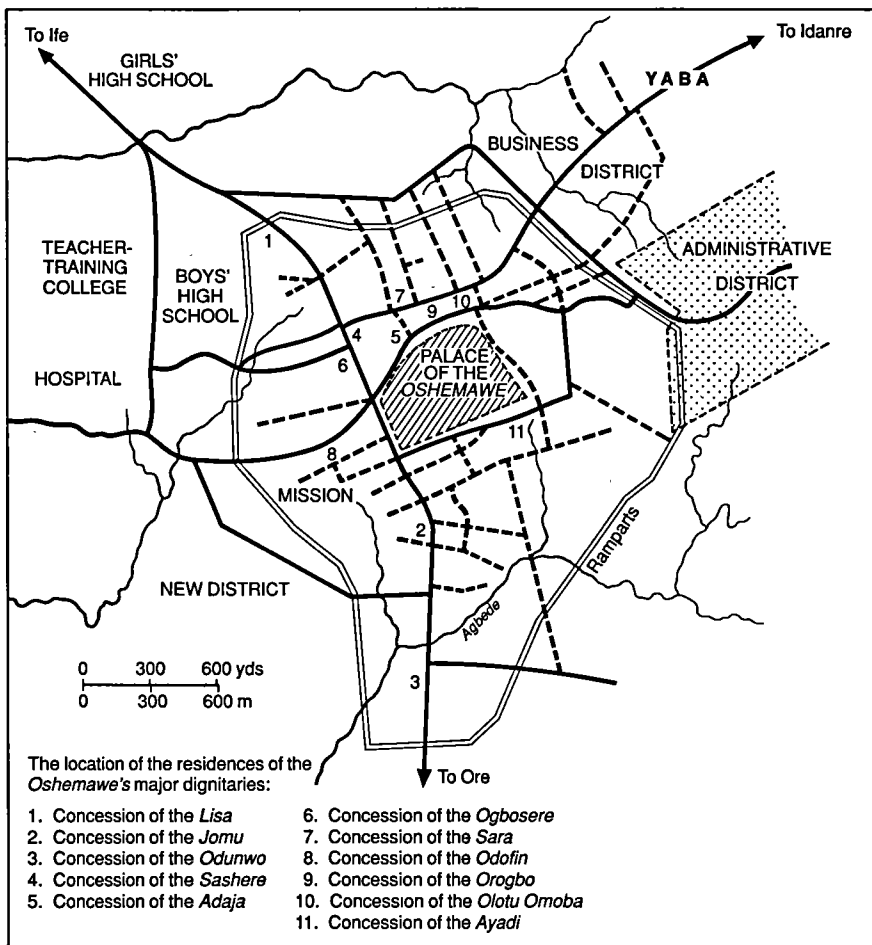 To Ife
To Idanre
GIRLS'
HIGH SCHOOL
YABA
BUSINESS
DISTRICT
1
TEACHER-
TRAINING
COLLEGE
BOYS'
HIGH
SCHOOL
ADMINISTRATIVE
DISTRICT
7
10
9
4
5
6
PALACE
OF THE
OSHEMAWE
HOSPITAL
11
8
MISSION
2
Ramparts
NEW DISTRICT
Agbede
0 300 600 yds
0 300 600 m
3
To Ore
The location of the residences of the
Oshemawe's major dignitaries:
1. Concession of the Lisa
2. Concession of the Jomu
3. Concession of the Odunwo
4. Concession of the Sashere
5. Concession of the Adaja
6. Concession of the Ogbosere
7. Concession of the Sara
8. Concession of the Odofin
9. Concession of the Orogbo
10. Concession of the Olotu Omoba
11. Concession of the Ayadi